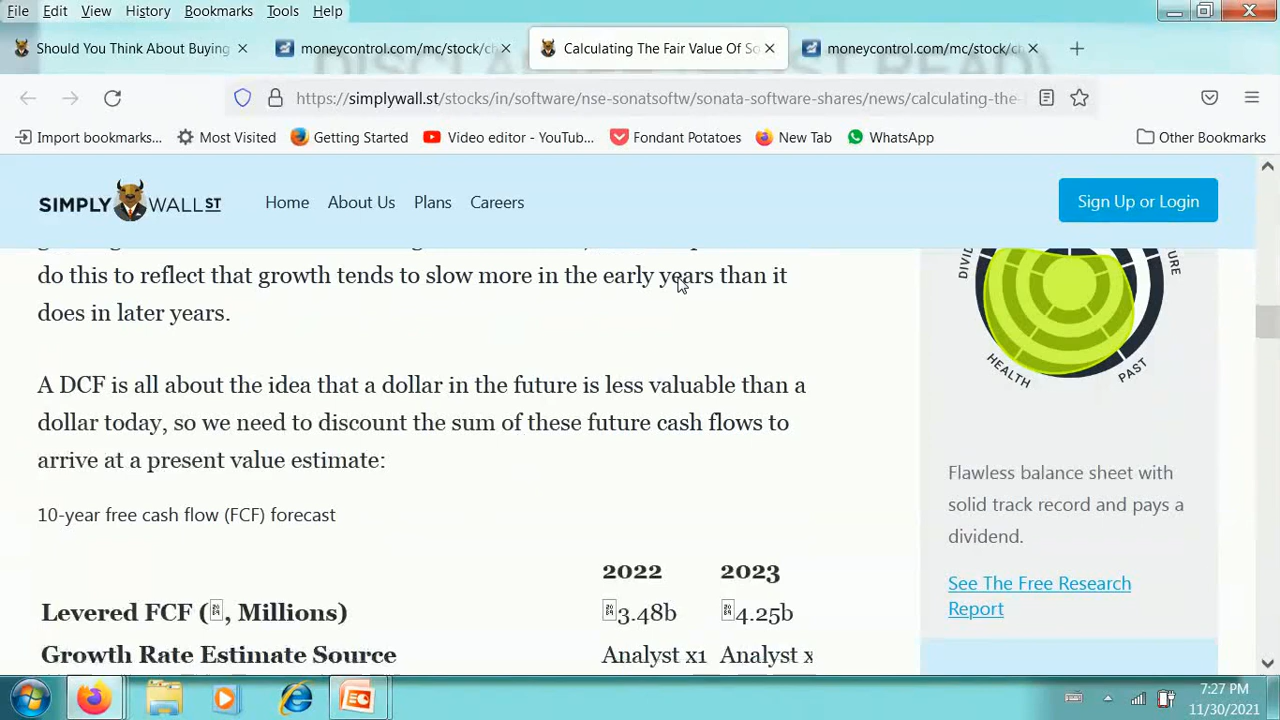 File Edit View History Bookmarks Tools Help
Should You Think About Buying
moneycontrol.com/mc/stock/ch
Calculating The Fair Value Of So
moneycontrol.com/mc/stock/ch
https://simplywall.st/stocks/in/software/nse-sonatsoftw/sonata-software-shares/news/calculating-the-
Import bookmarks... Most Visited Getting Started Video editor - YouTub... Fondant Potatoes New Tab WhatsApp Other Bookmarks
SIMPLY WALL ST Home About Us Plans Careers Sign Up or Login
do this to reflect that growth tends to slow more in the early years than it
does in later years.
A DCF is all about the idea that a dollar in the future is less valuable than a
dollar today, so we need to discount the sum of these future cash flows to
arrive at a present value estimate:
10-year free cash flow (FCF) forecast
2022 2023
Levered FCF (, Millions) 3.48b 4.25b
Growth Rate Estimate Source Analyst x1 Analyst x
HEALTH
PAST
Flawless balance sheet with
solid track record and pays a
dividend.
See The Free Research
Report
7:27 PM
11/30/2021